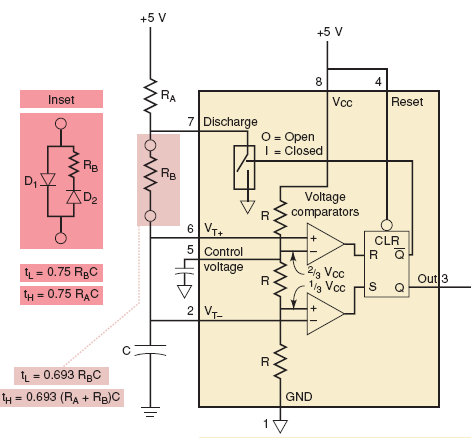 +5 V
+5 V
Inset
RA
8
4
VCC
Reset
7
Discharge
O = Open
I = Closed
RB
D1
D2
RB
R
Voltage
comparators
6
VT+
+
−
CLR
R
Q
5
Control
voltage
2/3 VCC
tL = 0.75 RBC
R
1/3 VCC
S
Q
Out
3
tH = 0.75 RAC
2
VT−
+
−
C
R
tL = 0.693 RBC
tH = 0.693 (RA + RB)C
GND
1